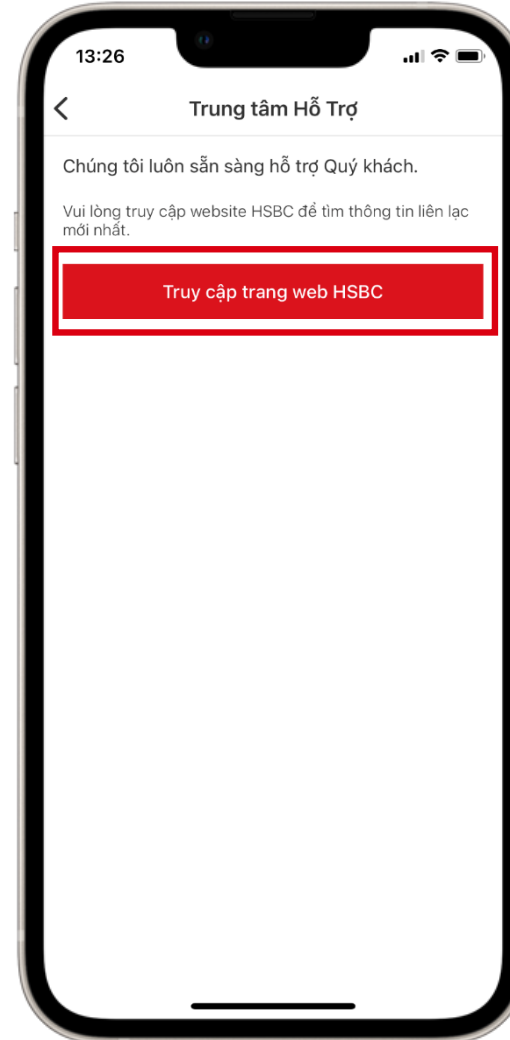 13:26
Trung tâm Hỗ Trợ
Chúng tôi luôn sẵn sàng hỗ trợ Quý khách.
Vui lòng truy cập website HSBC để tìm thông tin liên lạc
mới nhất.
Truy cập trang web HSBC